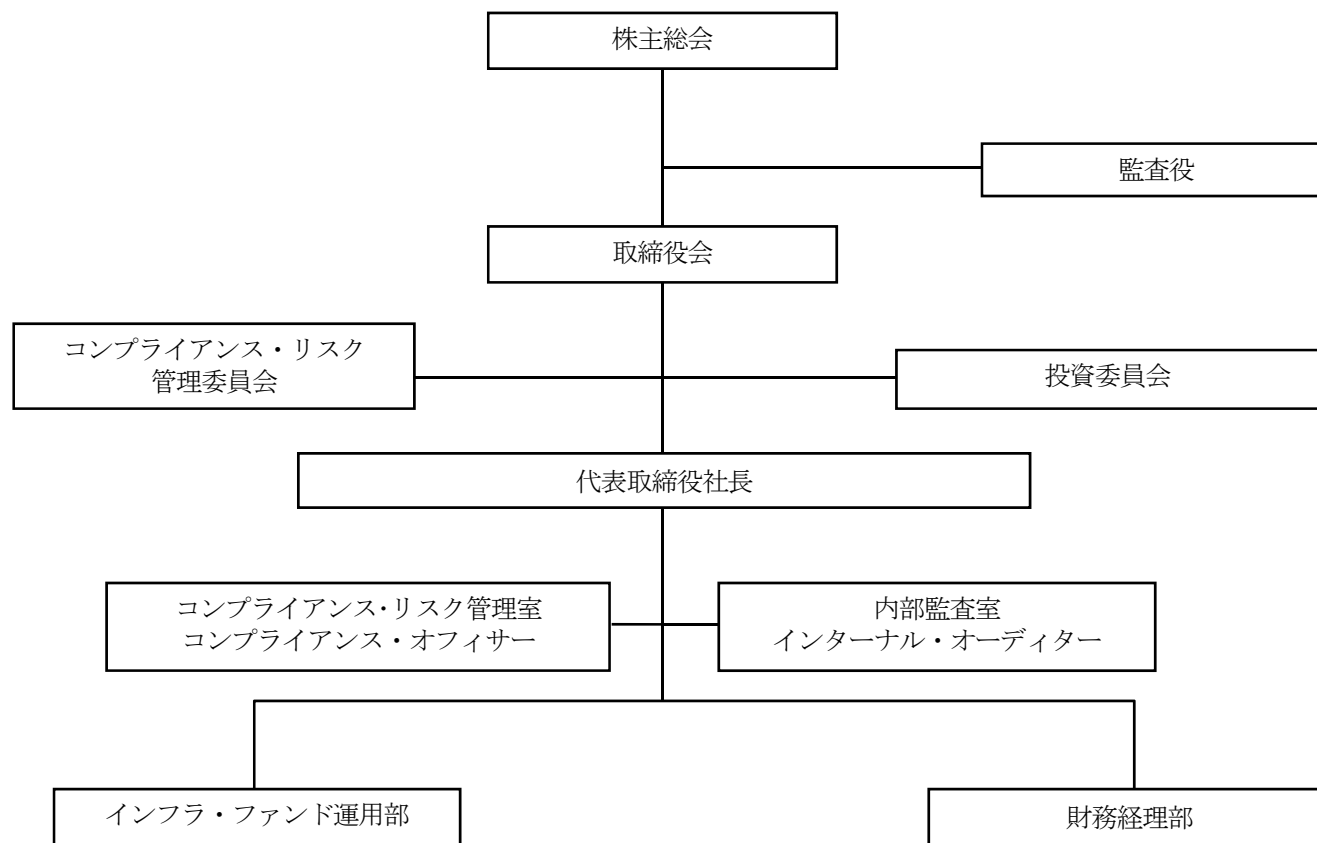 株主総会
監査役
取締役会
コンプライアンス・リスク
管理委員会
投資委員会
代表取締役社長
コンプライアンス・リスク管理室
コンプライアンス・オフィサー
内部監査室
インターナル・オーディター
インフラ・ファンド運用部
財務経理部